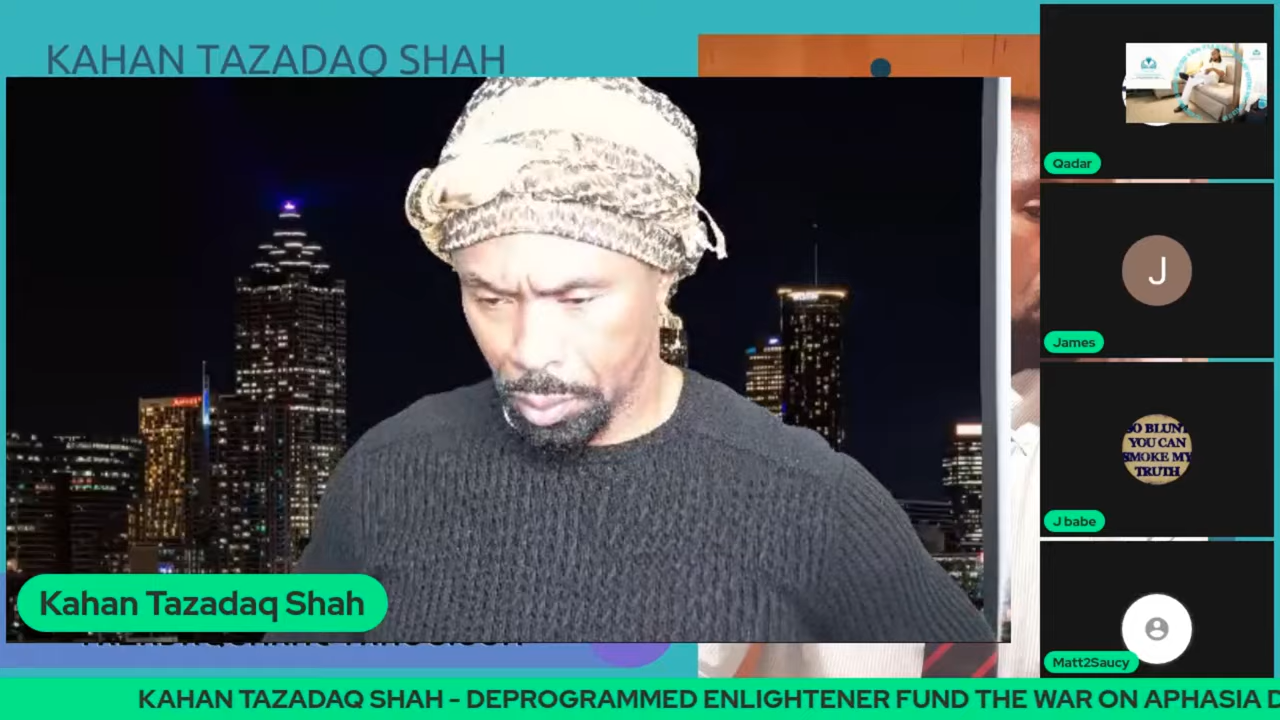 KAHAN TAZADAQ SHAH
Kahan Tazadaq Shah
Qadar
J
James
SO BLUNT
YOU CAN
SMOKE MY
TRUTH
J babe
Matt2Saucy
KAHAN TAZADAQ SHAH - DEPROGRAMMED ENLIGHTENER FUND THE WAR ON APHASIA